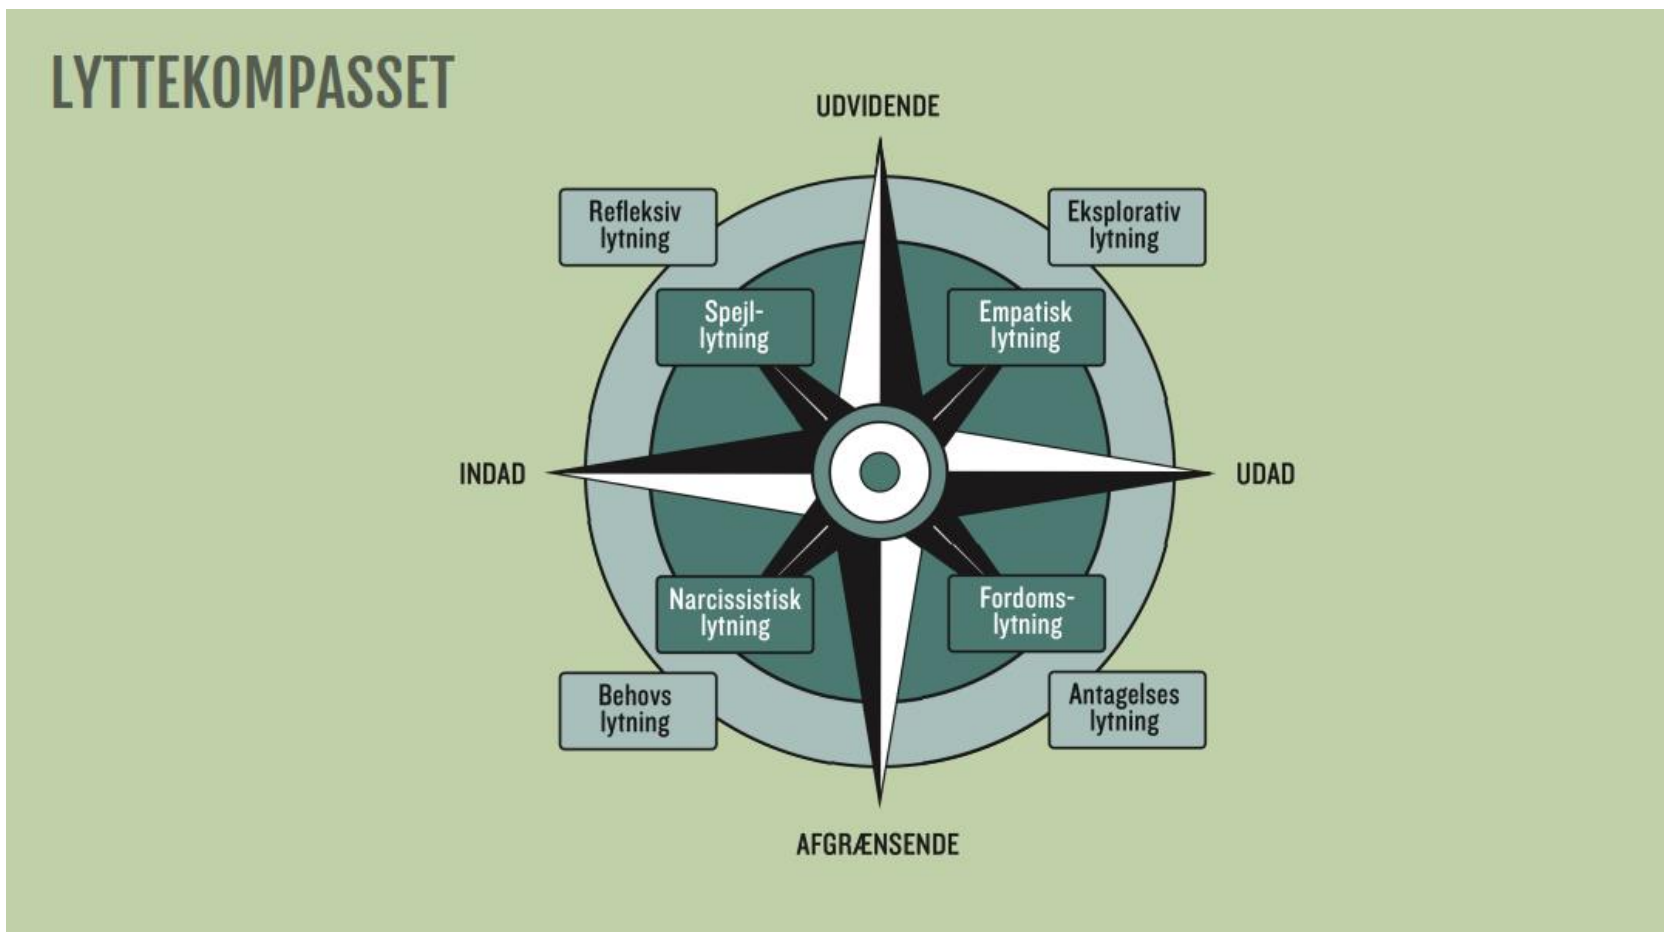 LYTTEKOMPASSET
UDVIDENDE
Refleksiv
lytning
Eksplorativ
lytning
Spejl-
lytning
Empatisk
lytning
INDAD
UDAD
Narcissistisk
lytning
Fordoms-
lytning
Behovs
lytning
Antagelses
lytning
AFGRÆNSENDE